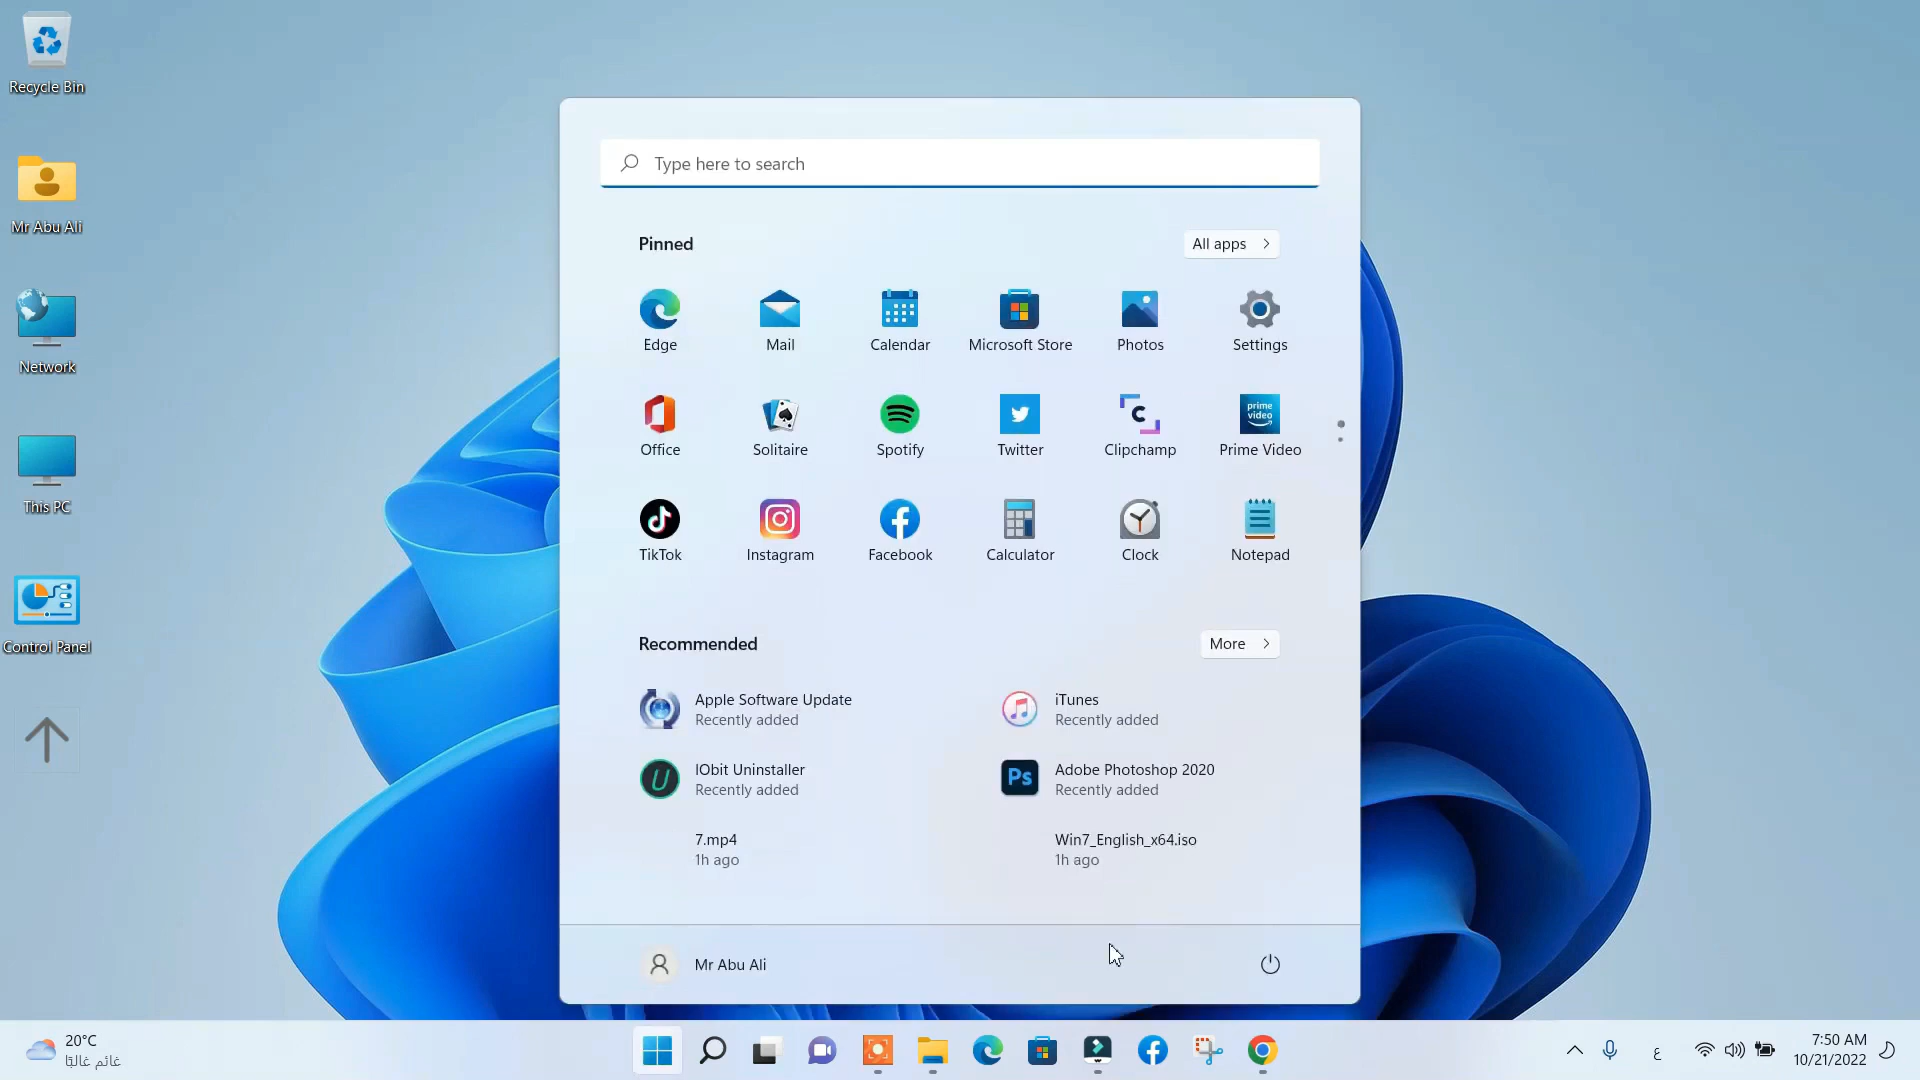 Recycle Bin
Mr Abu Ali
Network
This PC
Control Panel
Type here to search
Pinned
All apps
Edge
Mail
Calendar
Microsoft Store
Photos
Settings
Office
Solitaire
Spotify
Twitter
Clipchamp
prime video
Prime Video
TikTok
Instagram
Facebook
Calculator
Clock
Notepad
Recommended
More
Apple Software Update
Recently added
iTunes
Recently added
IObit Uninstaller
Recently added
Ps
Adobe Photoshop 2020
Recently added
7.mp4
1h ago
Win7_English_x64.iso
1h ago
Mr Abu Ali
20°C
غائم غالبًا
ع
7:50 AM
10/21/2022